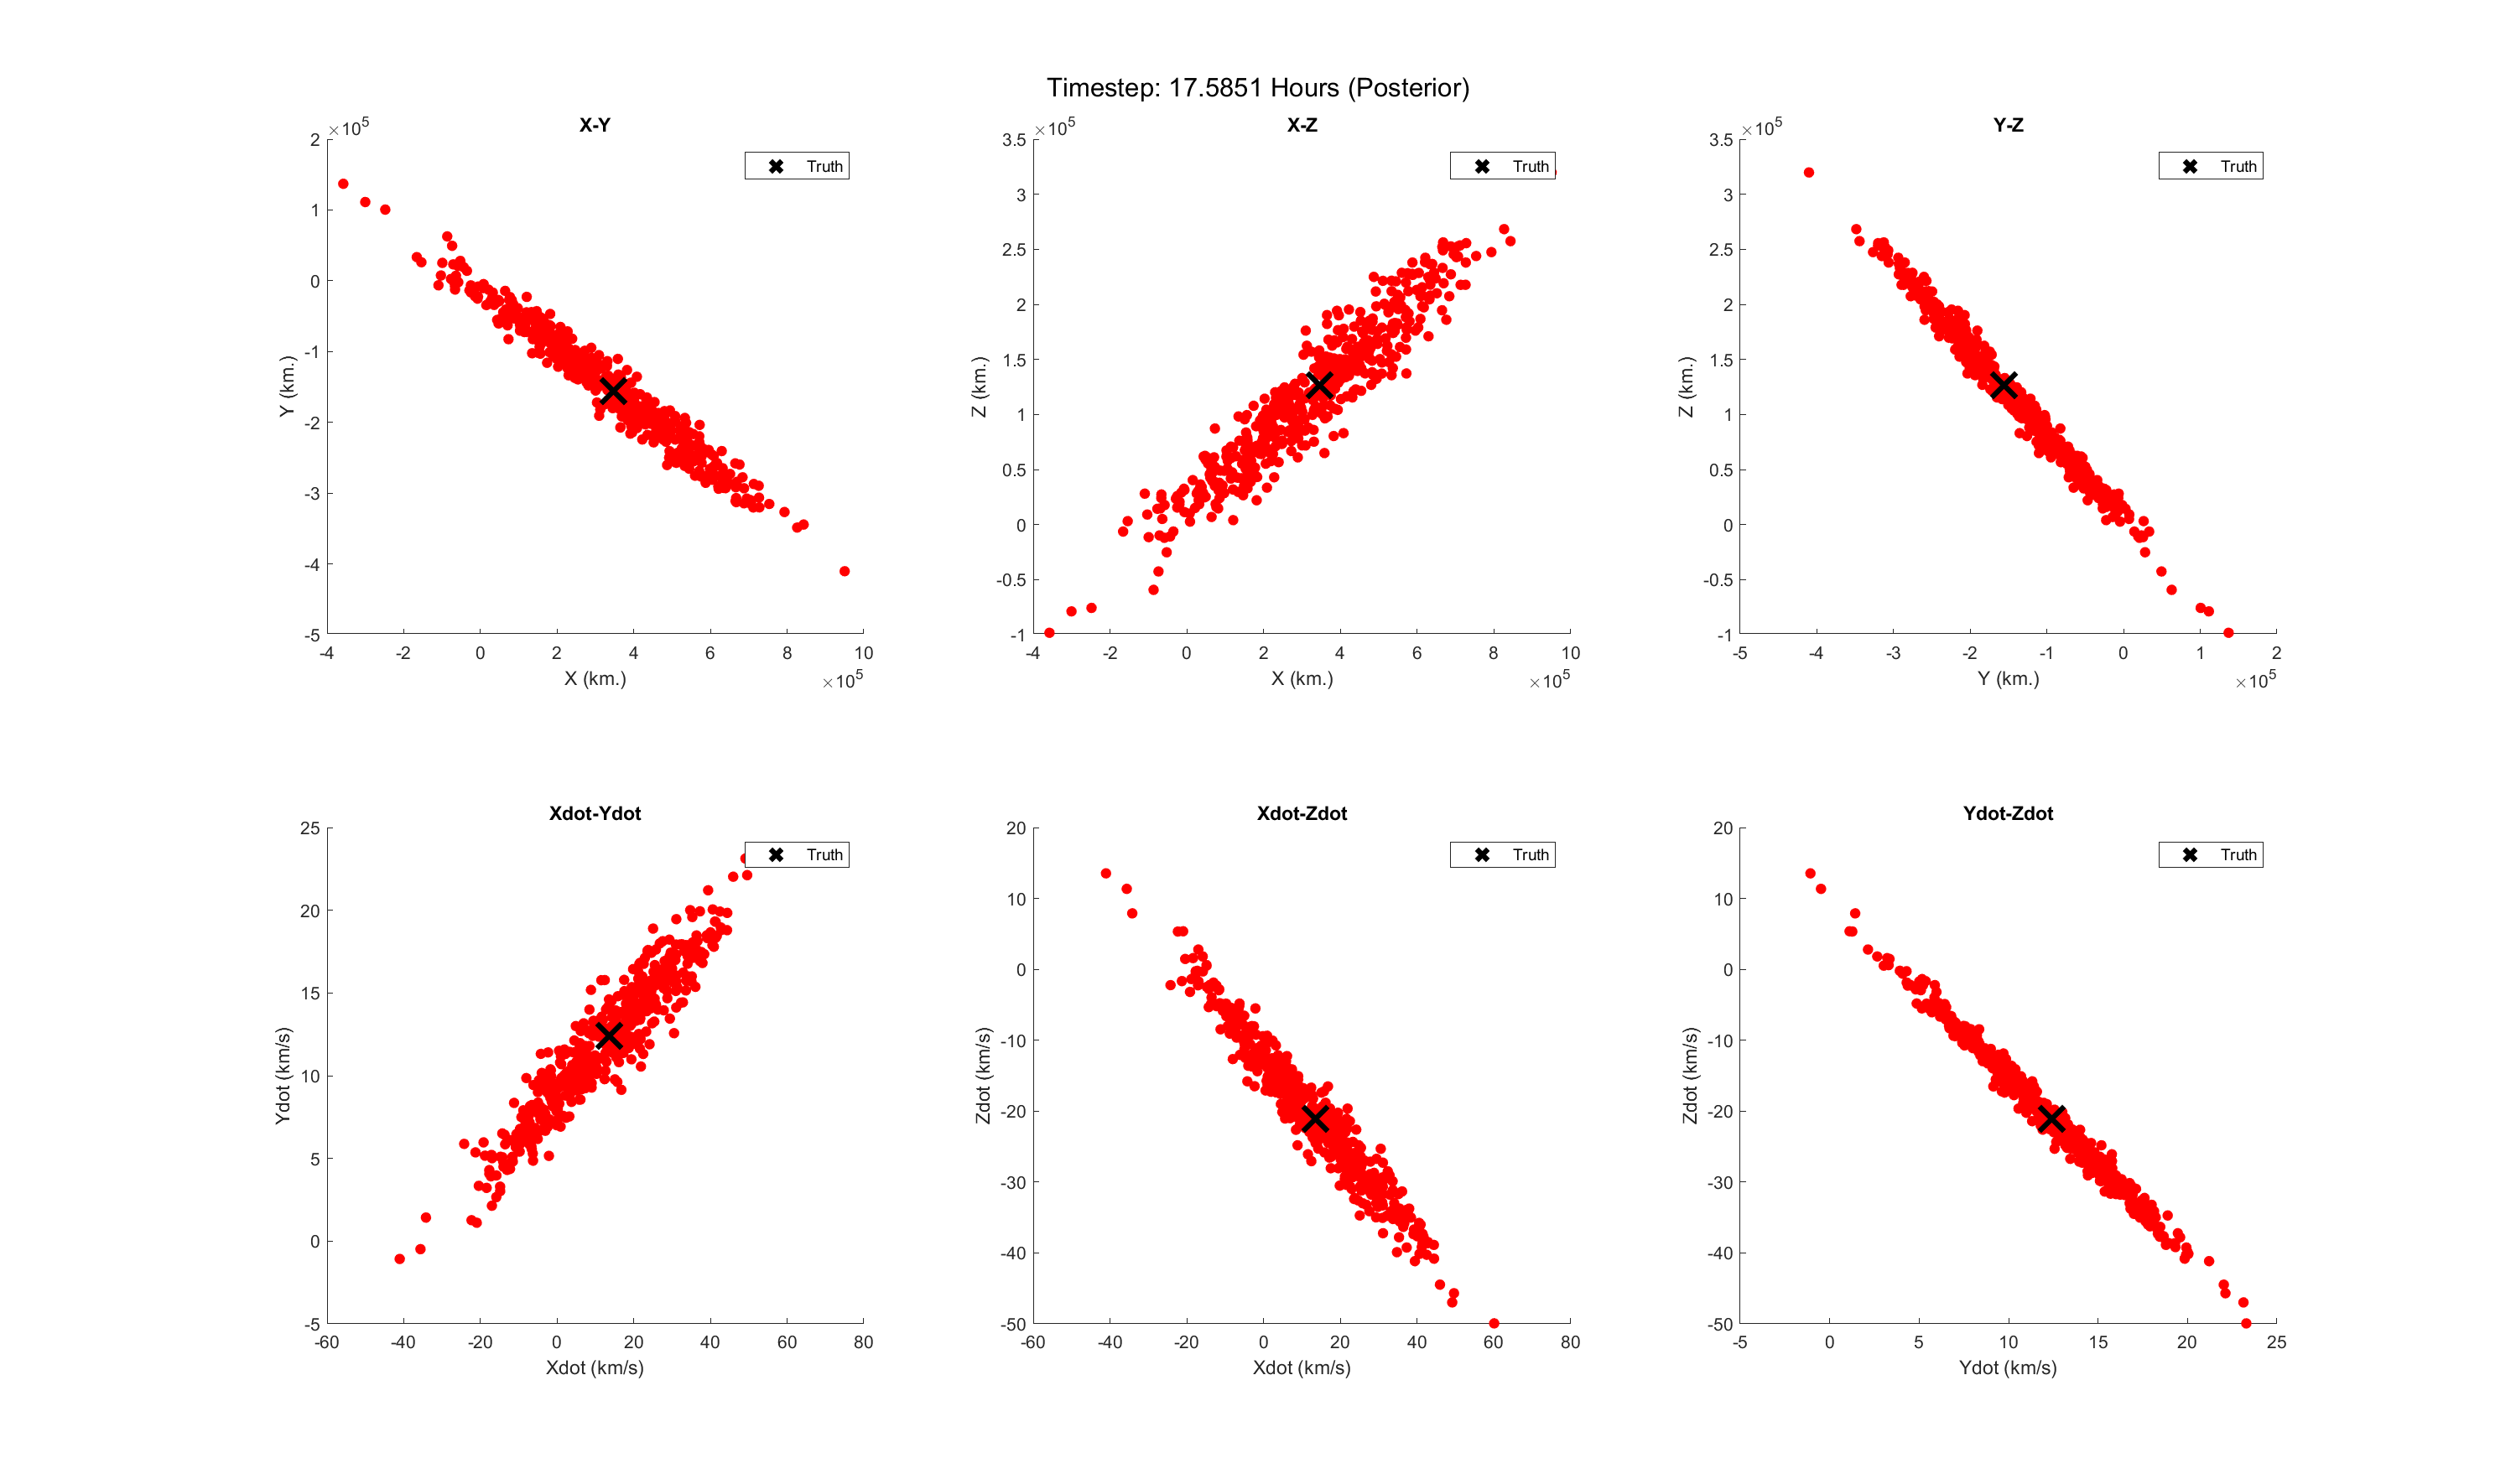 Timestep: 17.5851 Hours (Posterior)
X-Y
×10^5
Truth
2
1
0
-1
-2
-3
-4
-5
Y (km.)
-4 -2 0 2 4 6 8 10
X (km.)
×10^5
X-Z
×10^5
Truth
3.5
3
2.5
2
1.5
1
0.5
0
-0.5
-1
Z (km.)
-4 -2 0 2 4 6 8 10
X (km.)
×10^5
Y-Z
×10^5
Truth
3.5
3
2.5
2
1.5
1
0.5
0
-0.5
-1
Z (km.)
-5 -4 -3 -2 -1 0 1 2
Y (km.)
×10^5
Xdot-Ydot
Truth
25
20
15
10
5
0
-5
Ydot (km/s)
-60 -40 -20 0 20 40 60 80
Xdot (km/s)
Xdot-Zdot
Truth
20
10
0
-10
-20
-30
-40
-50
Zdot (km/s)
-60 -40 -20 0 20 40 60 80
Xdot (km/s)
Ydot-Zdot
Truth
20
10
0
-10
-20
-30
-40
-50
Zdot (km/s)
-5 0 5 10 15 20 25
Ydot (km/s)